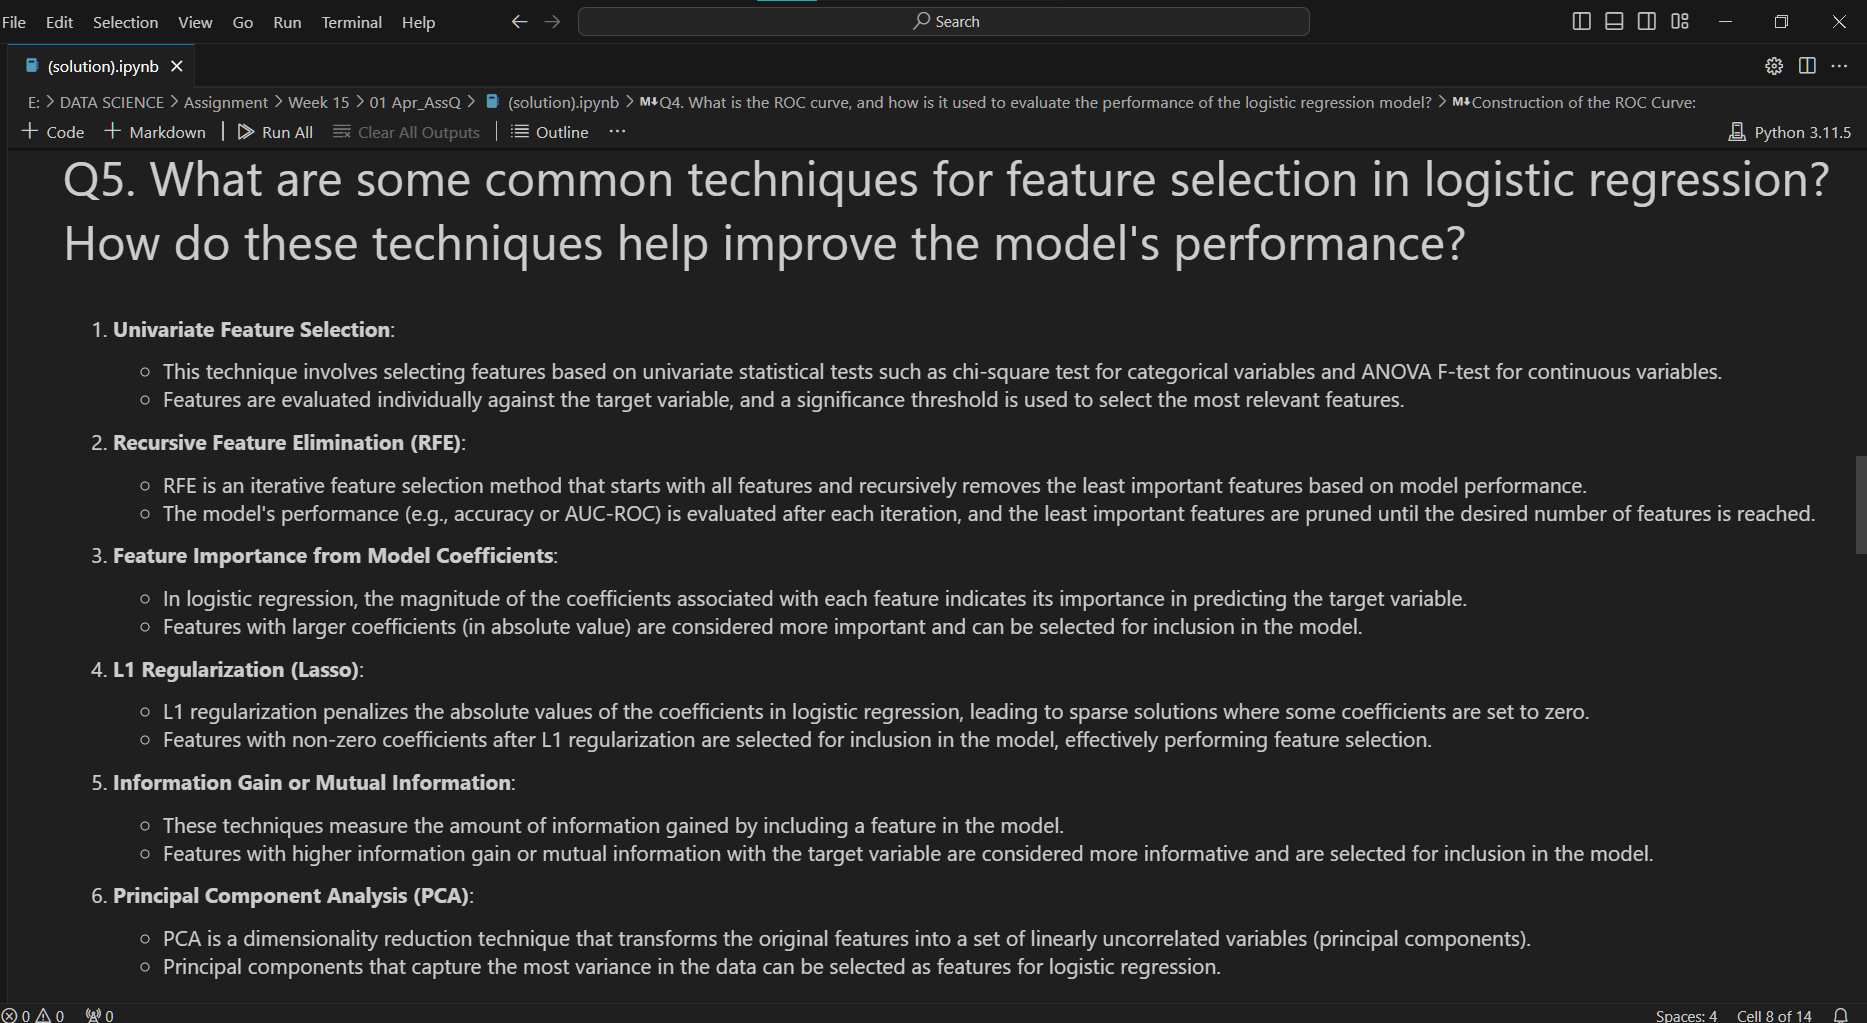 File Edit Selection View Go Run Terminal Help Search
(solution).ipynb
E: > DATA SCIENCE > Assignment > Week 15 > 01 Apr_AssQ > (solution).ipynb > M↓Q4. What is the ROC curve, and how is it used to evaluate the performance of the logistic regression model? > M↓Construction of the ROC Curve:
+ Code + Markdown | Run All Clear All Outputs | Outline ··· Python 3.11.5
Q5. What are some common techniques for feature selection in logistic regression?
How do these techniques help improve the model's performance?
1. Univariate Feature Selection:
○ This technique involves selecting features based on univariate statistical tests such as chi-square test for categorical variables and ANOVA F-test for continuous variables.
○ Features are evaluated individually against the target variable, and a significance threshold is used to select the most relevant features.
2. Recursive Feature Elimination (RFE):
○ RFE is an iterative feature selection method that starts with all features and recursively removes the least important features based on model performance.
○ The model's performance (e.g., accuracy or AUC-ROC) is evaluated after each iteration, and the least important features are pruned until the desired number of features is reached.
3. Feature Importance from Model Coefficients:
○ In logistic regression, the magnitude of the coefficients associated with each feature indicates its importance in predicting the target variable.
○ Features with larger coefficients (in absolute value) are considered more important and can be selected for inclusion in the model.
4. L1 Regularization (Lasso):
○ L1 regularization penalizes the absolute values of the coefficients in logistic regression, leading to sparse solutions where some coefficients are set to zero.
○ Features with non-zero coefficients after L1 regularization are selected for inclusion in the model, effectively performing feature selection.
5. Information Gain or Mutual Information:
○ These techniques measure the amount of information gained by including a feature in the model.
○ Features with higher information gain or mutual information with the target variable are considered more informative and are selected for inclusion in the model.
6. Principal Component Analysis (PCA):
○ PCA is a dimensionality reduction technique that transforms the original features into a set of linearly uncorrelated variables (principal components).
○ Principal components that capture the most variance in the data can be selected as features for logistic regression.
0 0 0 Spaces: 4 Cell 8 of 14